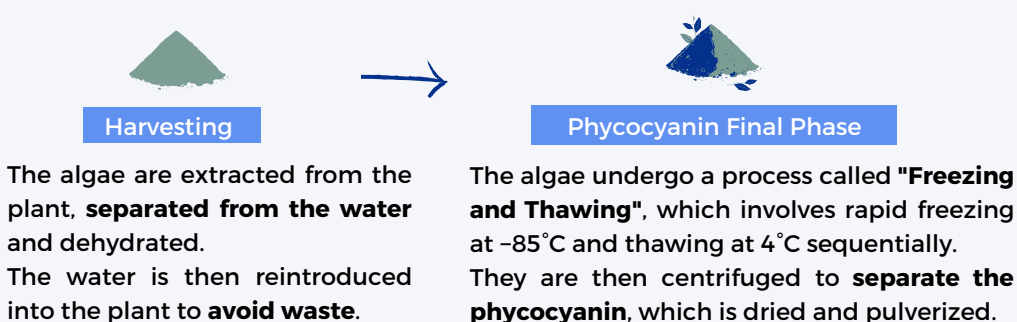 Harvesting
The algae are extracted from the
plant, separated from the water
and dehydrated.
The water is then reintroduced
into the plant to avoid waste.
Phycocyanin Final Phase
The algae undergo a process called "Freezing
and Thawing", which involves rapid freezing
at –85°C and thawing at 4°C sequentially.
They are then centrifuged to separate the
phycocyanin, which is dried and pulverized.